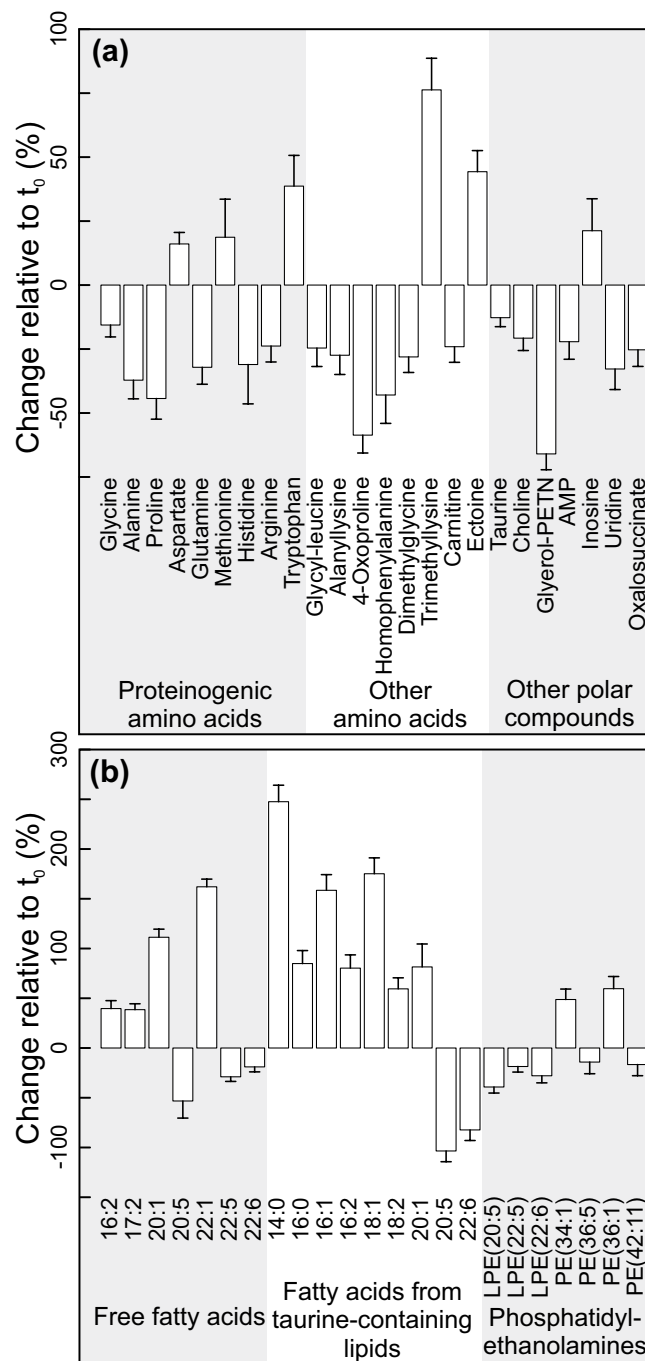 (a)
Change relative to t0 (%)
100
50
0
-50
Glycine
Alanine
Proline
Aspartate
Glutamine
Methionine
Histidine
Arginine
Tryptophan
Glycyl-leucine
Alanyllysine
4-Oxoproline
Homophenylalanine
Dimethylglycine
Trimethyllysine
Carnitine
Ectoine
Taurine
Choline
Glyerol-PETN
AMP
Inosine
Uridine
Oxalosuccinate
Proteinogenic
amino acids
Other
amino acids
Other polar
compounds
(b)
Change relative to t0 (%)
300
200
100
0
-100
16:2
17:2
20:1
20:5
22:1
22:5
22:6
14:0
16:0
16:1
16:2
18:1
18:2
20:1
20:5
22:6
LPE(20:5)
LPE(22:5)
LPE(22:6)
PE(34:1)
PE(36:5)
PE(36:1)
PE(42:11)
Free fatty acids
Fatty acids from
taurine-containing
lipids
Phosphatidyl-
ethanolamines